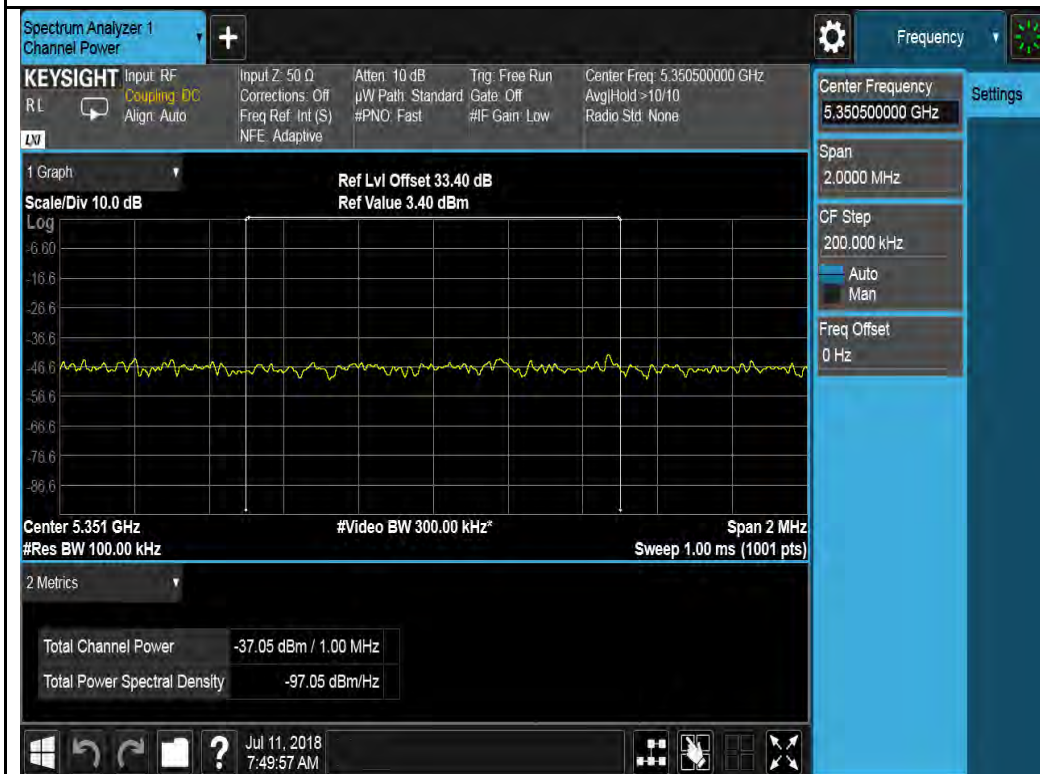 Spectrum Analyzer 1
Channel Power
Frequency
KEYSIGHT
R L
LXI
Input: RF
Coupling: DC
Align: Auto
Input Z: 50 Ω
Corrections: Off
Freq Ref: Int (S)
NFE: Adaptive
Atten: 10 dB
µW Path: Standard
#PNO: Fast
Trig: Free Run
Gate: Off
#IF Gain: Low
Center Freq: 5.350500000 GHz
Avg|Hold >10/10
Radio Std: None
1 Graph
Scale/Div 10.0 dB
Ref Lvl Offset 33.40 dB
Ref Value 3.40 dBm
Log
-6.60
-16.6
-26.6
-36.6
-46.6
-56.6
-66.6
-76.6
-86.6
Center 5.351 GHz
#Video BW 300.00 kHz*
Span 2 MHz
#Res BW 100.00 kHz
Sweep 1.00 ms (1001 pts)
2 Metrics
Total Channel Power -37.05 dBm / 1.00 MHz
Total Power Spectral Density -97.05 dBm/Hz
Jul 11, 2018
7:49:57 AM
Center Frequency
5.350500000 GHz
Span
2.0000 MHz
CF Step
200.000 kHz
Auto
Man
Freq Offset
0 Hz
Settings